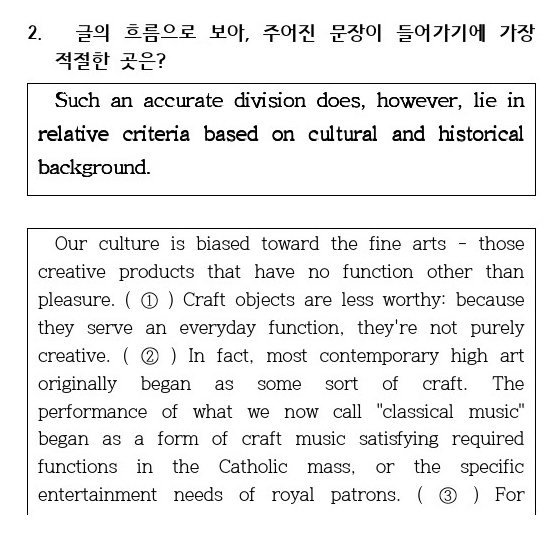 2. 글의 흐름으로 보아, 주어진 문장이 들어가기에 가장
적절한 곳은?
Such an accurate division does, however, lie in
relative criteria based on cultural and historical
background.
Our culture is biased toward the fine arts - those
creative products that have no function other than
pleasure. ( ① ) Craft objects are less worthy: because
they serve an everyday function, they're not purely
creative. ( ② ) In fact, most contemporary high art
originally began as some sort of craft. The
performance of what we now call "classical music"
began as a form of craft music satisfying required
functions in the Catholic mass, or the specific
entertainment needs of royal patrons. ( ③ ) For